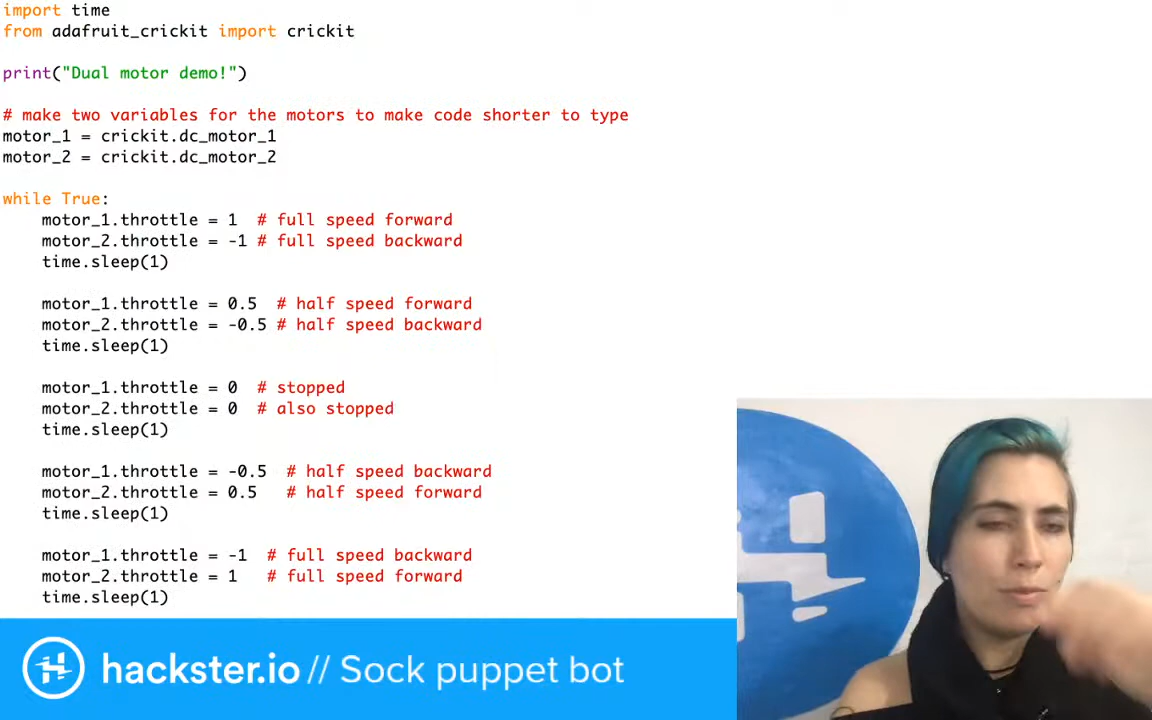 import time
from adafruit_crickit import crickit
print("Dual motor demo!")
# make two variables for the motors to make code shorter to type
motor_1 = crickit.dc_motor_1
motor_2 = crickit.dc_motor_2
while True:
    motor_1.throttle = 1  # full speed forward
    motor_2.throttle = -1 # full speed backward
    time.sleep(1)
    motor_1.throttle = 0.5  # half speed forward
    motor_2.throttle = -0.5 # half speed backward
    time.sleep(1)
    motor_1.throttle = 0  # stopped
    motor_2.throttle = 0  # also stopped
    time.sleep(1)
    motor_1.throttle = -0.5  # half speed backward
    motor_2.throttle = 0.5   # half speed forward
    time.sleep(1)
    motor_1.throttle = -1  # full speed backward
    motor_2.throttle = 1   # full speed forward
    time.sleep(1)
hackster.io // Sock puppet bot